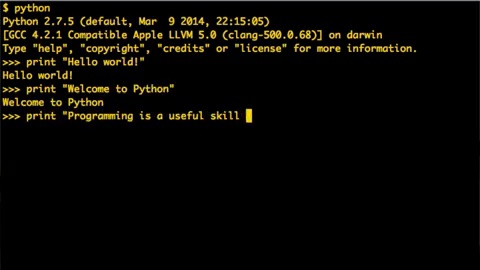 $ python
Python 2.7.5 (default, Mar  9 2014, 22:15:05)
[GCC 4.2.1 Compatible Apple LLVM 5.0 (clang-500.0.68)] on darwin
Type "help", "copyright", "credits" or "license" for more information.
>>> print "Hello world!"
Hello world!
>>> print "Welcome to Python"
Welcome to Python
>>> print "Programming is a useful skill